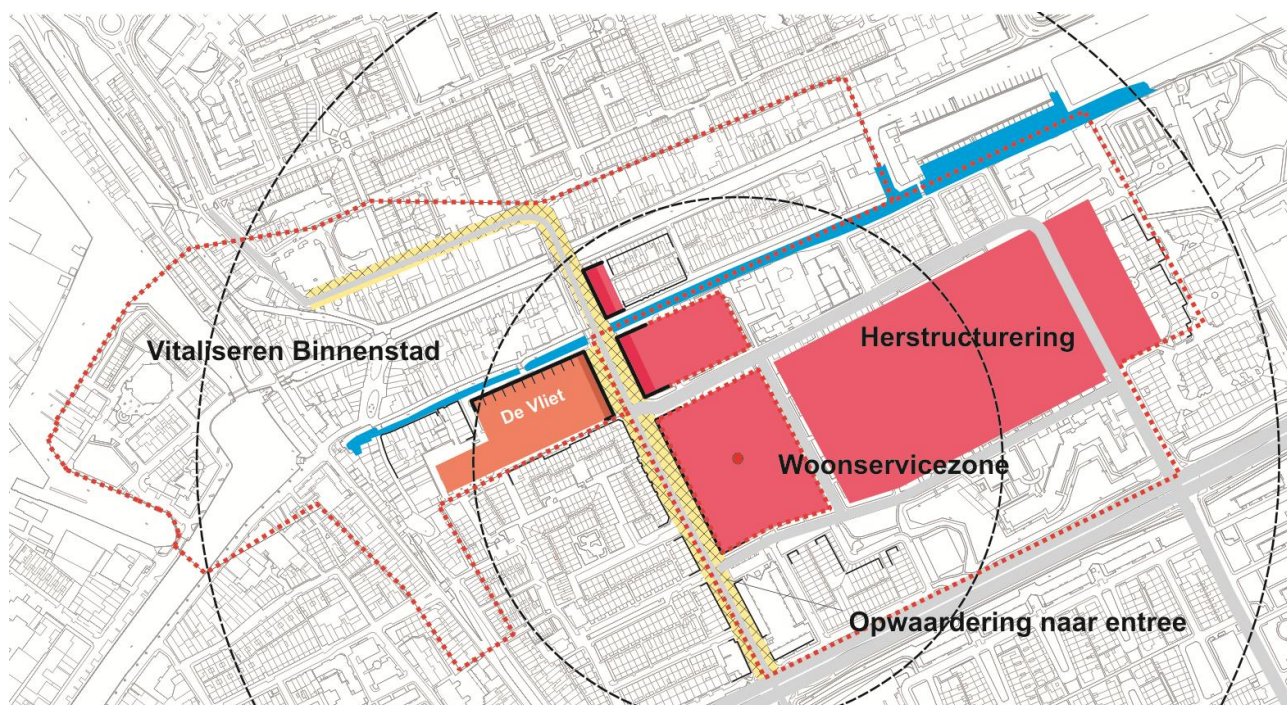 Herstructurering
Vitaliseren Binnenstad
De Vliet
Woonservicezone
Opwaardering naar entree